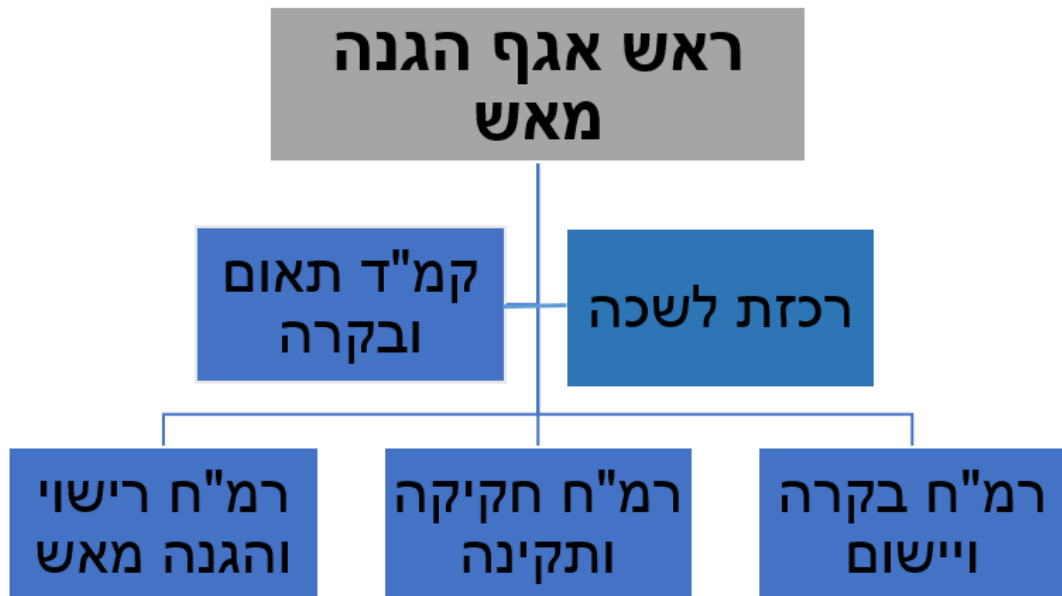 ראש אגף הגנה
מאש
רכזת לשכה
קמ"ד תאום
ובקרה
רמ"ח בקרה
ויישום
רמ"ח חקיקה
ותקינה
רמ"ח רישוי
והגנה מאש